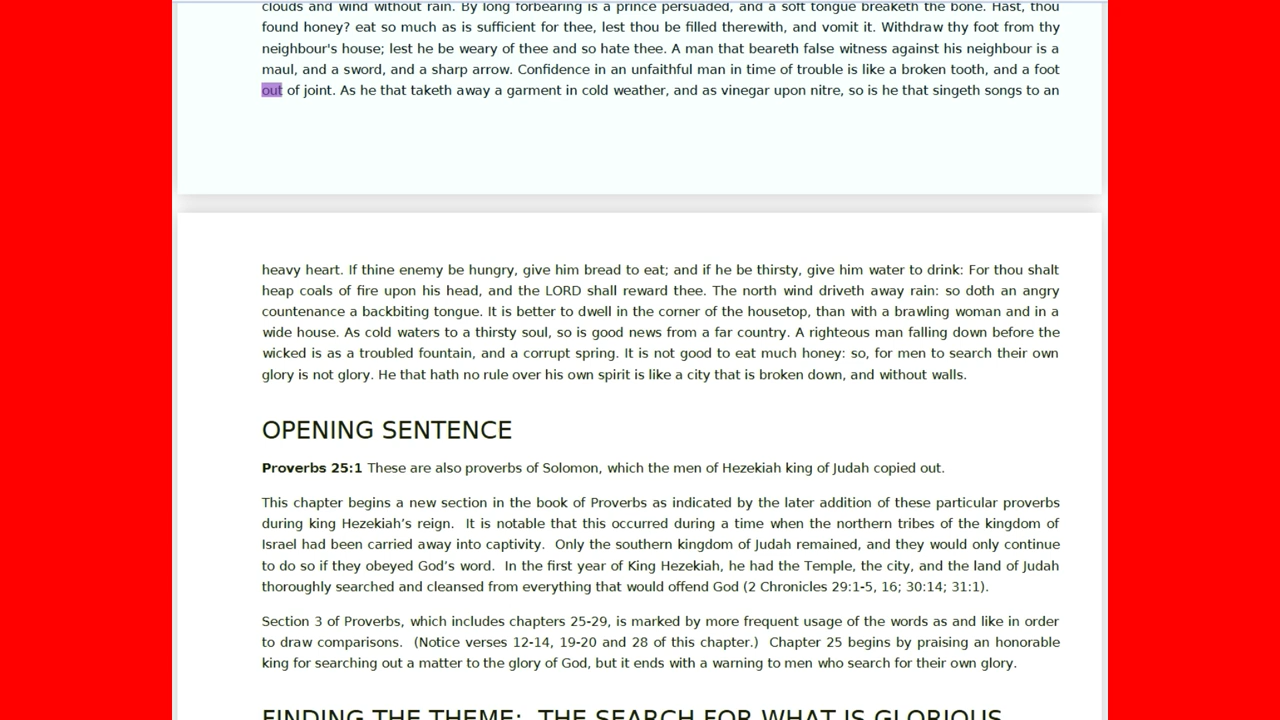 clouds and wind without rain. By long forbearing is a prince persuaded, and a soft tongue breaketh the bone. Hast, thou
found honey? eat so much as is sufficient for thee, lest thou be filled therewith, and vomit it. Withdraw thy foot from thy
neighbour's house; lest he be weary of thee and so hate thee. A man that beareth false witness against his neighbour is a
maul, and a sword, and a sharp arrow. Confidence in an unfaithful man in time of trouble is like a broken tooth, and a foot
out of joint. As he that taketh away a garment in cold weather, and as vinegar upon nitre, so is he that singeth songs to an
heavy heart. If thine enemy be hungry, give him bread to eat; and if he be thirsty, give him water to drink: For thou shalt
heap coals of fire upon his head, and the LORD shall reward thee. The north wind driveth away rain: so doth an angry
countenance a backbiting tongue. It is better to dwell in the corner of the housetop, than with a brawling woman and in a
wide house. As cold waters to a thirsty soul, so is good news from a far country. A righteous man falling down before the
wicked is as a troubled fountain, and a corrupt spring. It is not good to eat much honey: so, for men to search their own
glory is not glory. He that hath no rule over his own spirit is like a city that is broken down, and without walls.
OPENING SENTENCE
Proverbs 25:1 These are also proverbs of Solomon, which the men of Hezekiah king of Judah copied out.
This chapter begins a new section in the book of Proverbs as indicated by the later addition of these particular proverbs
during king Hezekiah’s reign.  It is notable that this occurred during a time when the northern tribes of the kingdom of
Israel had been carried away into captivity.  Only the southern kingdom of Judah remained, and they would only continue
to do so if they obeyed God’s word.  In the first year of King Hezekiah, he had the Temple, the city, and the land of Judah
thoroughly searched and cleansed from everything that would offend God (2 Chronicles 29:1-5, 16; 30:14; 31:1).
Section 3 of Proverbs, which includes chapters 25-29, is marked by more frequent usage of the words as and like in order
to draw comparisons.  (Notice verses 12-14, 19-20 and 28 of this chapter.)  Chapter 25 begins by praising an honorable
king for searching out a matter to the glory of God, but it ends with a warning to men who search for their own glory.
FINDING THE THEME:  THE SEARCH FOR WHAT IS GLORIOUS